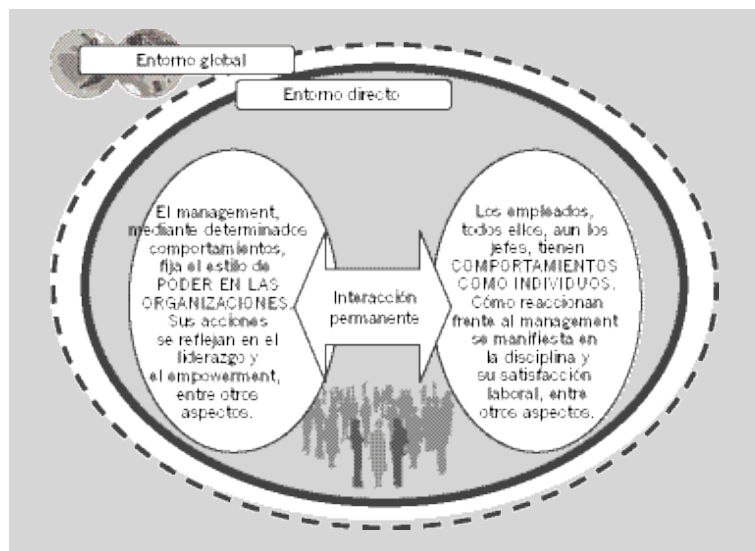 Entorno global
Entorno directo
El management,
mediante determinados
comportamientos,
fija el estilo de
PODER EN LAS
ORGANIZACIONES.
Sus acciones
se reflejan en el
liderazgo y
el empowerment,
entre otros
aspectos.
Interacción
permanente
Los empleados,
todos ellos, aun los
jefes, tienen
COMPORTAMIENTOS
COMO INDIVIDUOS.
Cómo reaccionan
frente al management
se manifiesta en
la disciplina y
su satisfacción
laboral, entre
otros aspectos.